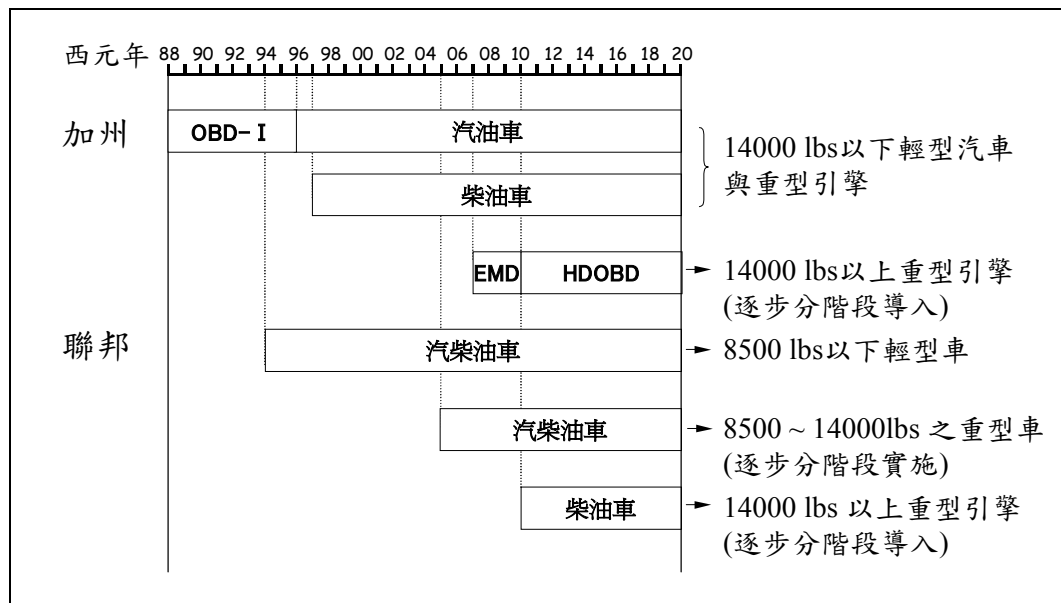 西元年 88 90 92 94 96 98 00 02 04 06 08 10 12 14 16 18 20
加州 OBD-I 汽油車 14000 lbs以下輕型汽車
與重型引擎
柴油車
EMD HDOBD → 14000 lbs以上重型引擎
(逐步分階段導入)
聯邦 汽柴油車 → 8500 lbs以下輕型車
汽柴油車 → 8500 ~ 14000lbs 之重型車
(逐步分階段實施)
柴油車 → 14000 lbs 以上重型引擎
(逐步分階段導入)